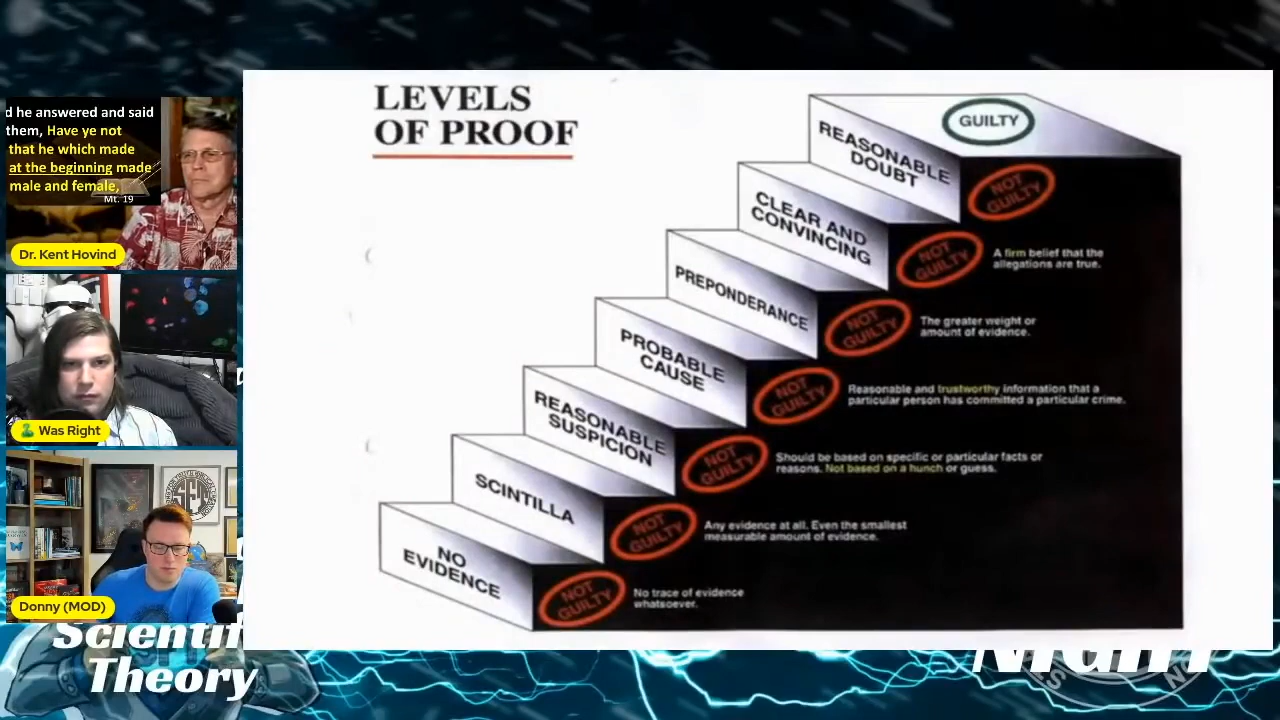 LEVELS
OF PROOF
GUILTY
REASONABLE
DOUBT
NOT
GUILTY
CLEAR AND
CONVINCING
NOT
GUILTY
A firm belief that the
allegations are true.
PREPONDERANCE
NOT
GUILTY
The greater weight or
amount of evidence.
PROBABLE
CAUSE
NOT
GUILTY
Reasonable and trustworthy information that a
particular person has committed a particular crime.
REASONABLE
SUSPICION
NOT
GUILTY
Should be based on specific or particular facts or
reasons. Not based on a hunch or guess.
SCINTILLA
NOT
GUILTY
Any evidence at all. Even the smallest
measurable amount of evidence.
NO
EVIDENCE
NOT
GUILTY
No trace of evidence
whatsoever.
d he answered and said
them, Have ye not
that he which made
at the beginning made
male and female,
Mt. 19
Dr. Kent Hovind
Was Right
Donny (MOD)
Scientif
Theory